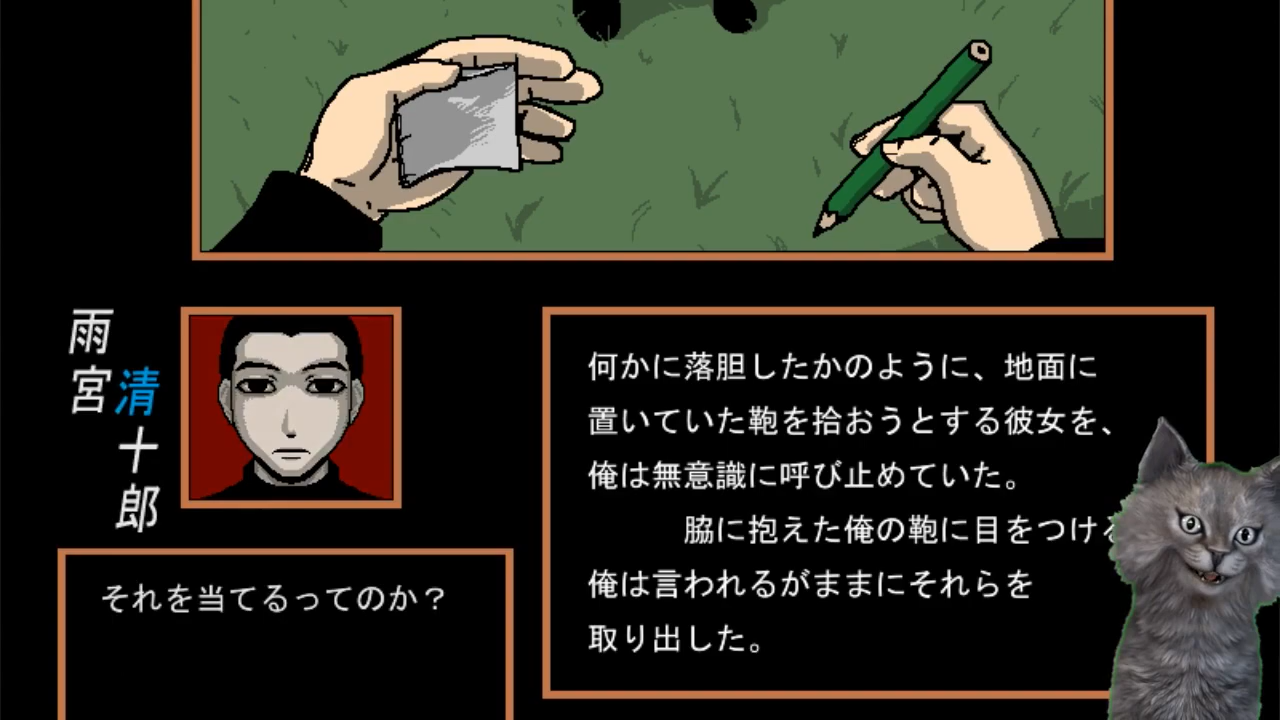 雨宮
清十郎
それを当てるってのか？
何かに落胆したかのように、地面に
置いていた鞄を拾おうとする彼女を、
俺は無意識に呼び止めていた。
脇に抱えた俺の鞄に目をつける
俺は言われるがままにそれらを
取り出した。